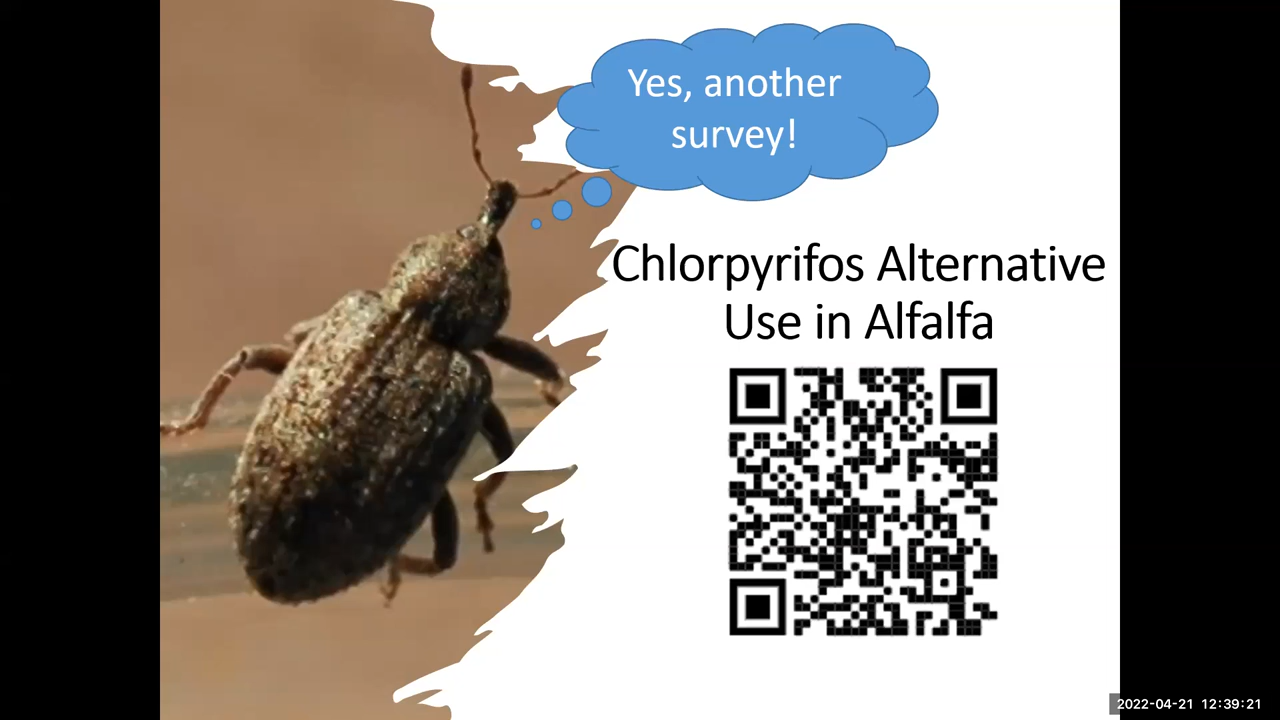 Yes, another
survey!
Chlorpyrifos Alternative
Use in Alfalfa
2022-04-21 12:39:21